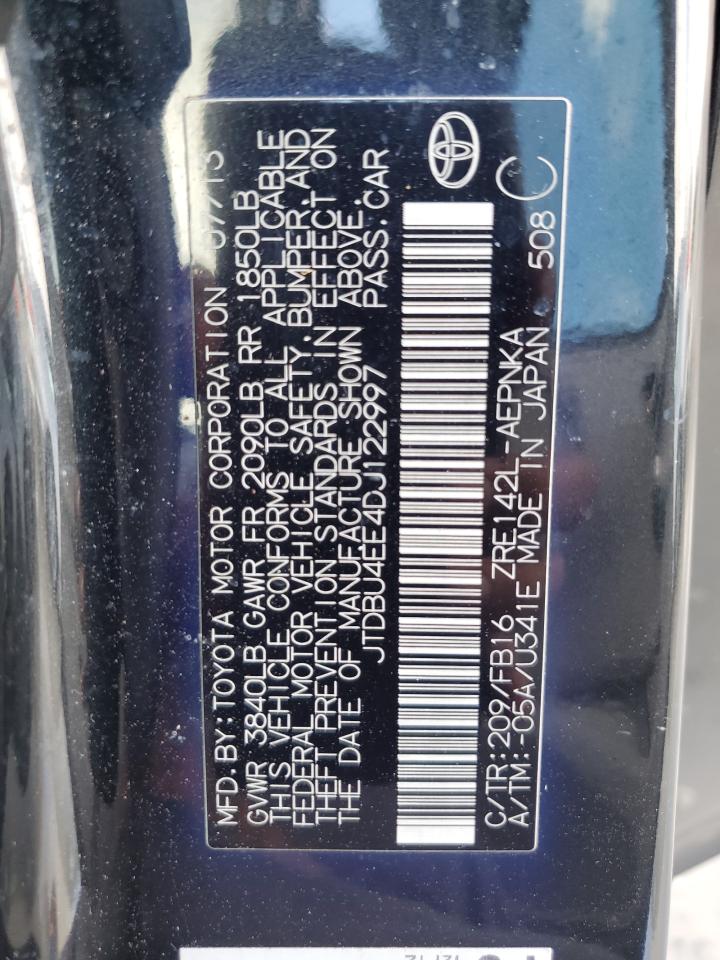 MFD.BY:TOYOTA MOTOR CORPORATION 07/13
GVWR 3840LB GAWR FR 2090LB RR 1850LB
THIS VEHICLE CONFORMS TO ALL APPLICABLE
FEDERAL MOTOR VEHICLE SAFETY,BUMPER,AND
THEFT PREVENTION STANDARDS IN EFFECT ON
THE DATE OF MANUFACTURE SHOWN ABOVE.
JTDBU4EE4DJ122997 PASS.CAR
C/TR:209/FB16 ZRE142L-AEPNKA
A/TM:-05A/U341E MADE IN JAPAN 508 C